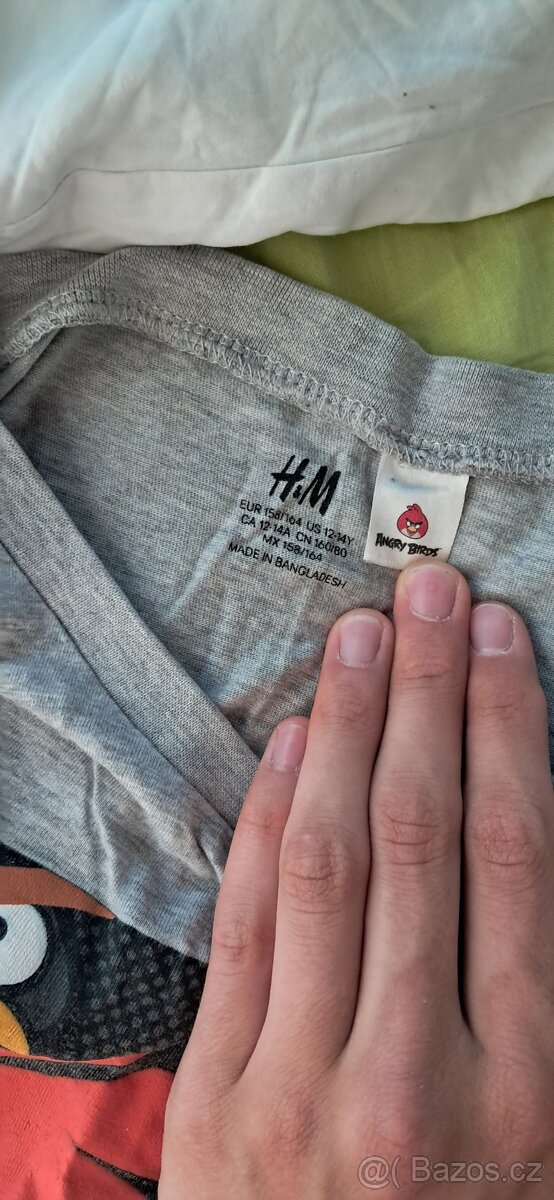 H&M
EUR 158/164 US 12-14Y
CA 12-14A CN 160/80
MX 158/164
MADE IN BANGLADESH
ANGRY BIRDS
@( Bazos.cz